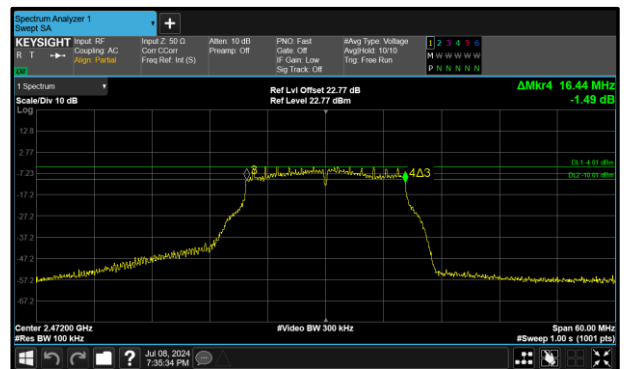 Spectrum Analyzer 1
Swept SA
+
KEYSIGHT
R T
Input: RF
Coupling: AC
Align: Partial
Input Z: 50 Ω
Corr CCorr
Freq Ref: Int (S)
Atten: 10 dB
Preamp: Off
PNO: Fast
Gate: Off
IF Gain: Low
Sig Track: Off
#Avg Type: Voltage
Avg|Hold: 10/10
Trig: Free Run
1 2 3 4 5 6
M W W W W W
P N N N N N
1 Spectrum
Scale/Div 10 dB
Ref Lvl Offset 22.77 dB
Ref Level 22.77 dBm
ΔMkr4 16.44 MHz
-1.49 dB
Log
12.8
2.77
-7.23
-17.2
-27.2
-37.2
-47.2
-57.2
-67.2
3
4Δ3
DL1 -4.01 dBm
DL2 -10.01 dBm
Center 2.47200 GHz
#Res BW 100 kHz
#Video BW 300 kHz
Span 60.00 MHz
#Sweep 1.00 s (1001 pts)
?
Jul 08, 2024
7:35:34 PM